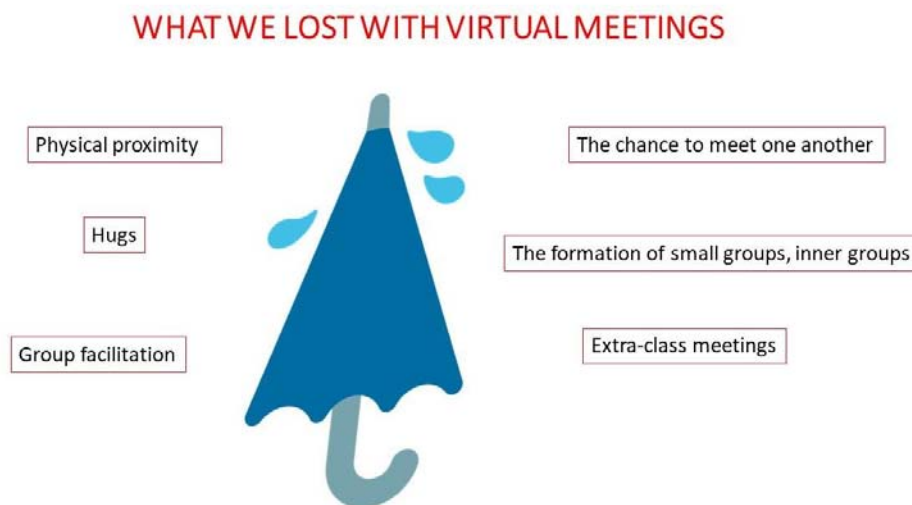 WHAT WE LOST WITH VIRTUAL MEETINGS
Physical proximity
Hugs
Group facilitation
The chance to meet one another
The formation of small groups, inner groups
Extra-class meetings